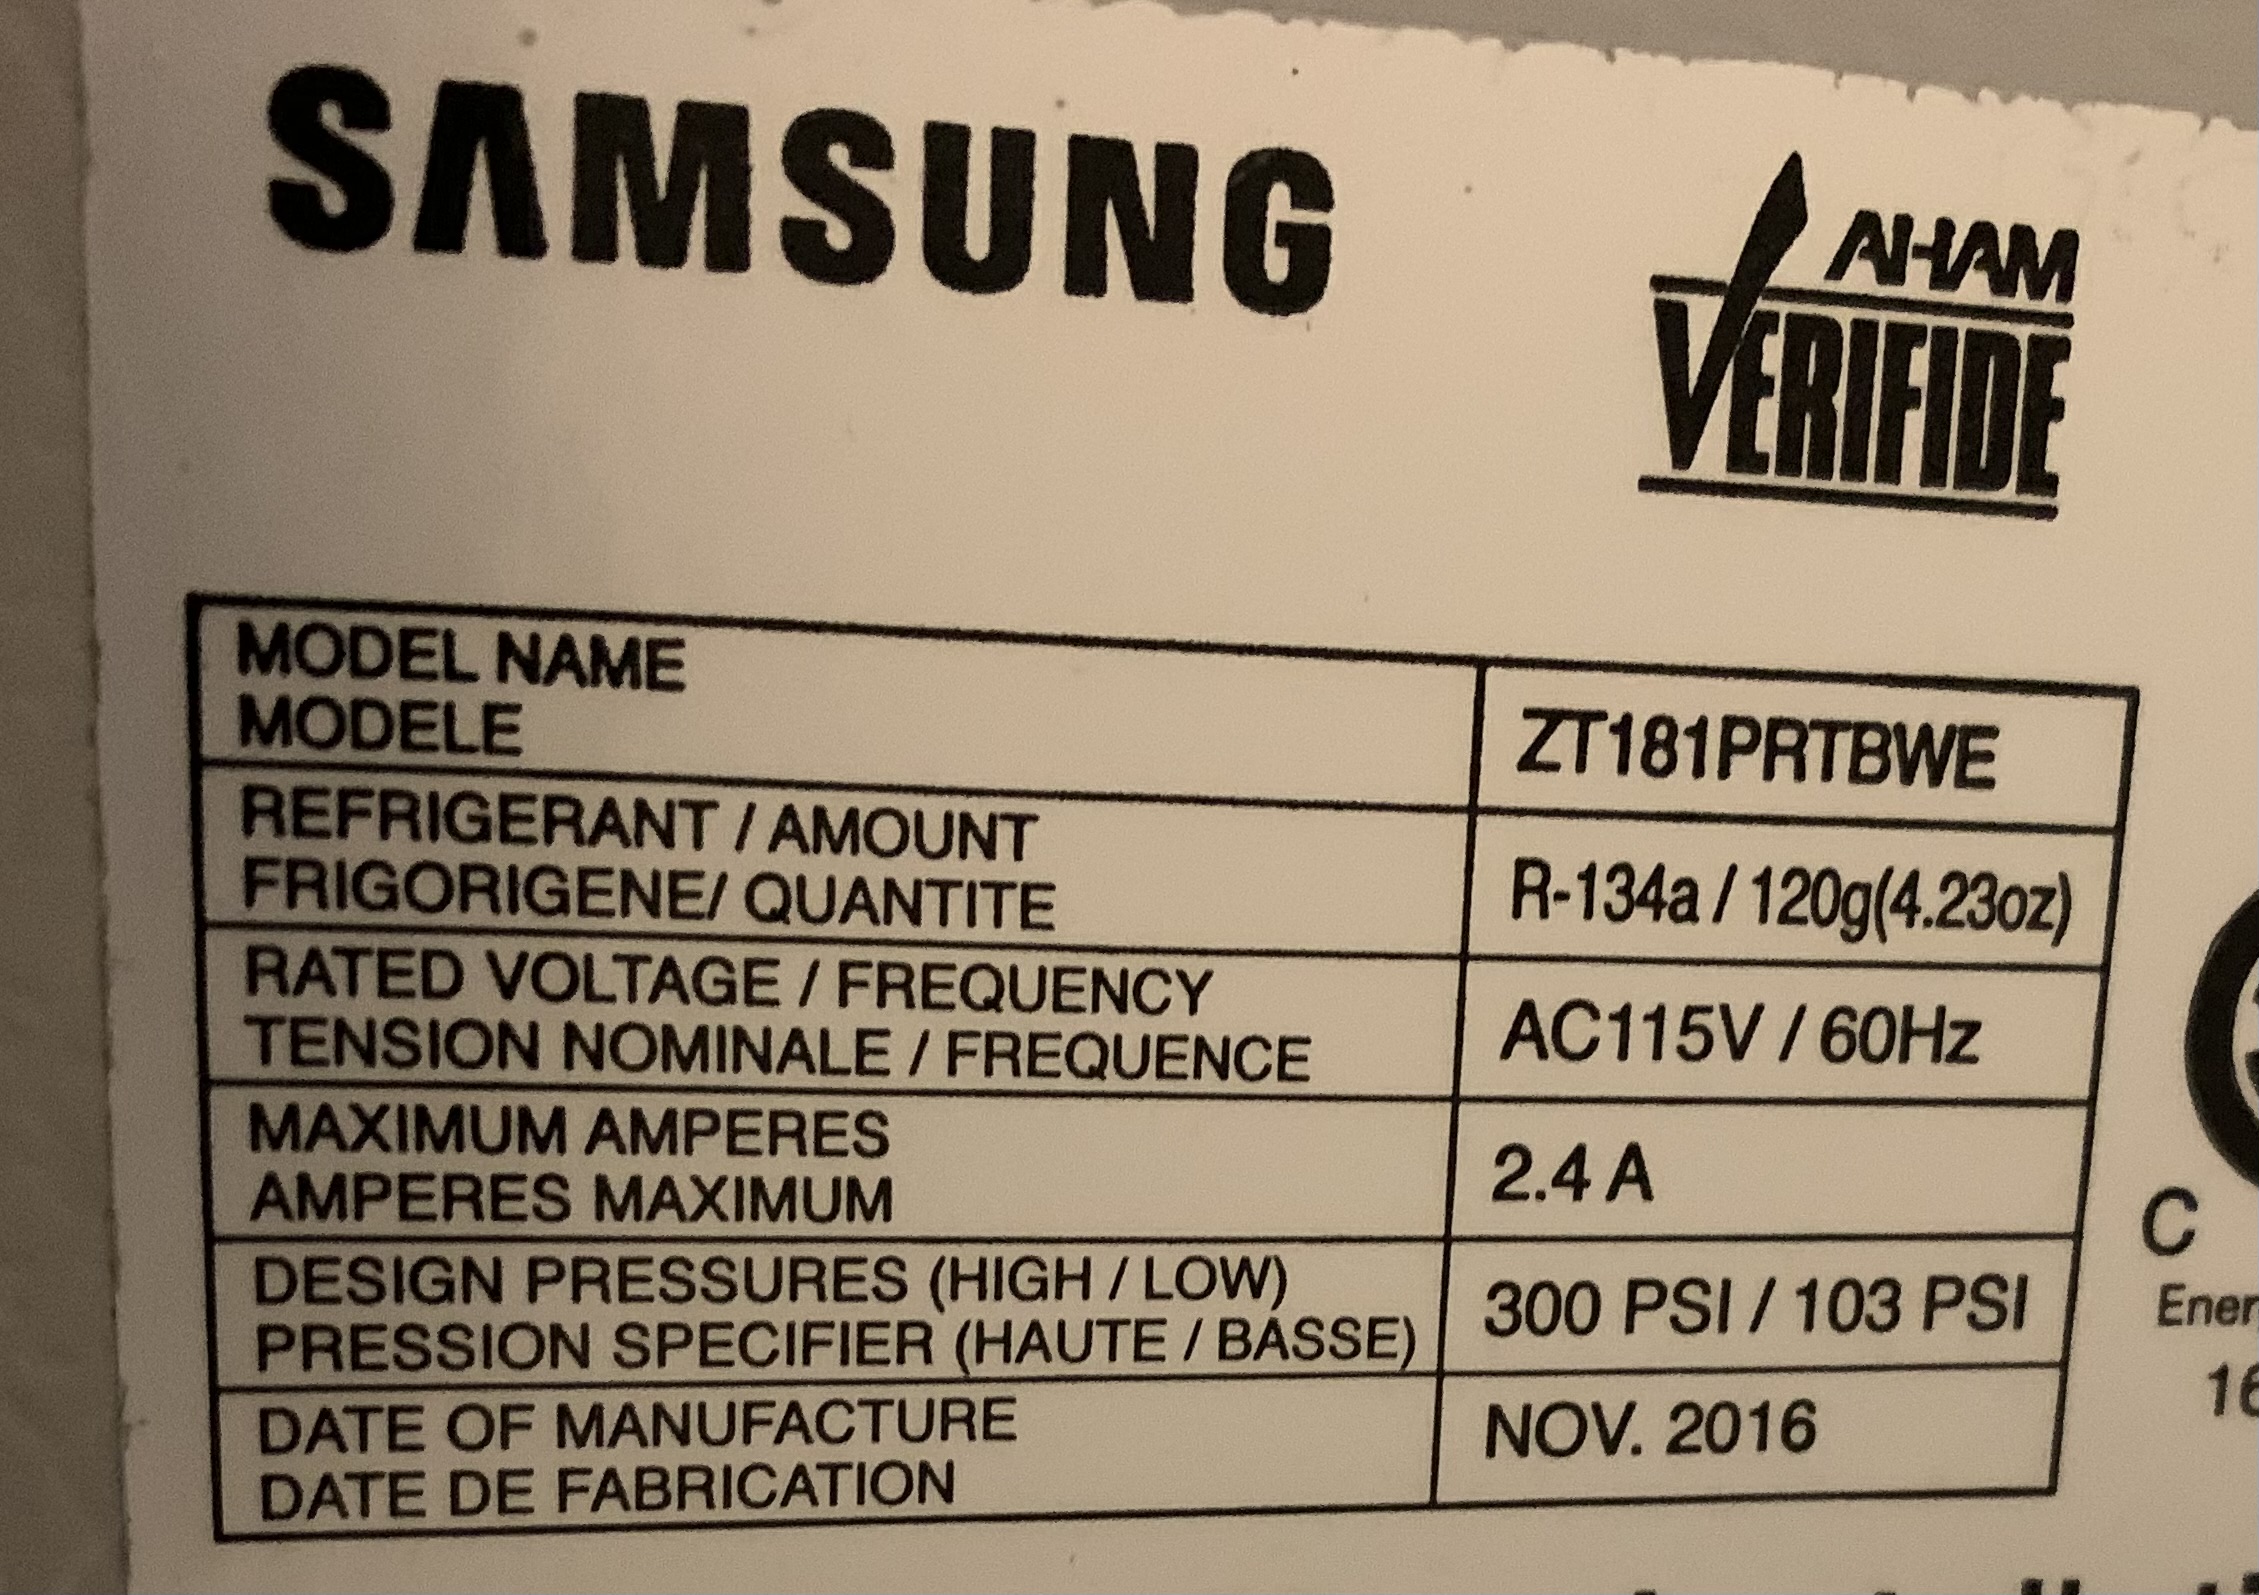 SAMSUNG
AHAM
VERIFIDE
MODEL NAME
MODELE
ZT181PRTBWE
REFRIGERANT / AMOUNT
FRIGORIGENE/ QUANTITE
R-134a / 120g(4.23oz)
RATED VOLTAGE / FREQUENCY
TENSION NOMINALE / FREQUENCE
AC115V / 60Hz
MAXIMUM AMPERES
AMPERES MAXIMUM
2.4 A
DESIGN PRESSURES (HIGH / LOW)
PRESSION SPECIFIER (HAUTE / BASSE)
300 PSI / 103 PSI
DATE OF MANUFACTURE
DATE DE FABRICATION
NOV. 2016
C
Ener
16